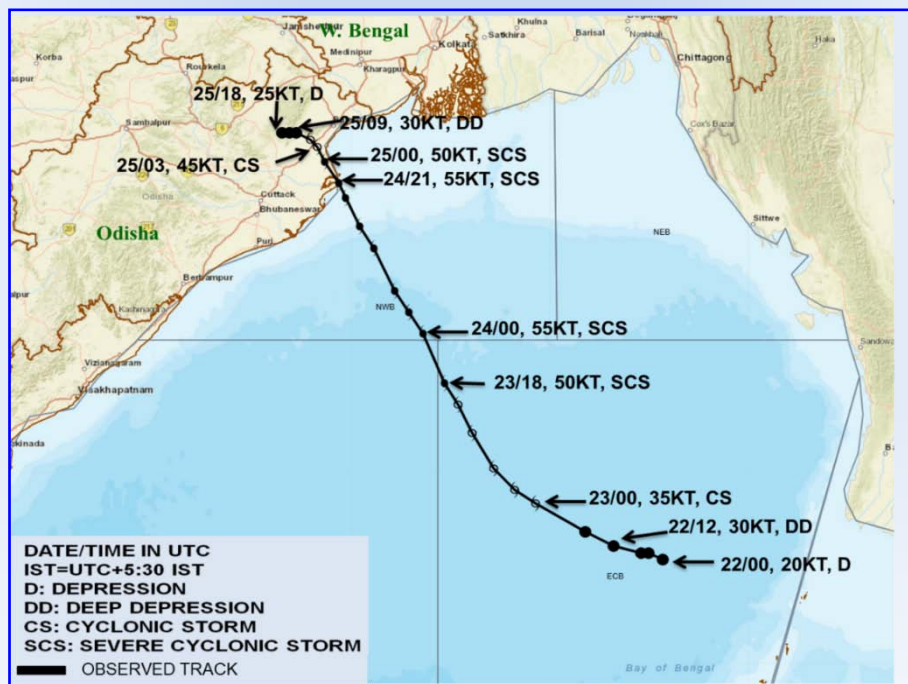 Jamshedpur
W. Bengal
Khulna
Kolkata
Satkhira
Barisal
Korba
Medinipur
Chittagong
Haka
Rourkela
Kharagpur
25/18, 25KT, D
25/09, 30KT, DD
Sambalpur
Cox's Bazar
25/03, 45KT, CS
25/00, 50KT, SCS
24/21, 55KT, SCS
Odisha
Cuttack
Bhubaneswar
Sittwe
Odisha
Puri
NEB
NWB
24/00, 55KT, SCS
Vizianagaram
Visakhapatnam
23/18, 50KT, SCS
23/00, 35KT, CS
22/12, 30KT, DD
22/00, 20KT, D
ECB
DATE/TIME IN UTC
IST=UTC+5:30 IST
D: DEPRESSION
DD: DEEP DEPRESSION
CS: CYCLONIC STORM
SCS: SEVERE CYCLONIC STORM
OBSERVED TRACK
Bay of Bengal